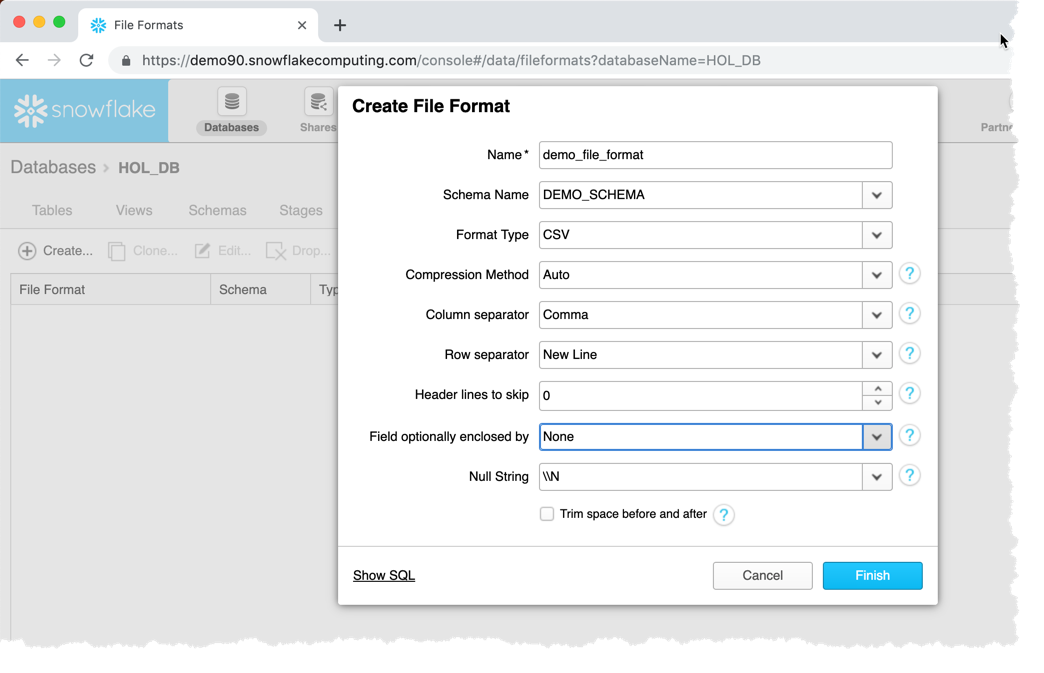 File Formats
https://demo90.snowflakecomputing.com/console#/data/fileformats?databaseName=HOL_DB
snowflake
Databases
Shares
Databases > HOL_DB
Tables Views Schemas Stages
Create... Clone... Edit... Drop...
File Format Schema
Create File Format
Name* demo_file_format
Schema Name DEMO_SCHEMA
Format Type CSV
Compression Method Auto ?
Column separator Comma ?
Row separator New Line ?
Header lines to skip 0 ?
Field optionally enclosed by None ?
Null String \\N ?
Trim space before and after ?
Show SQL Cancel Finish